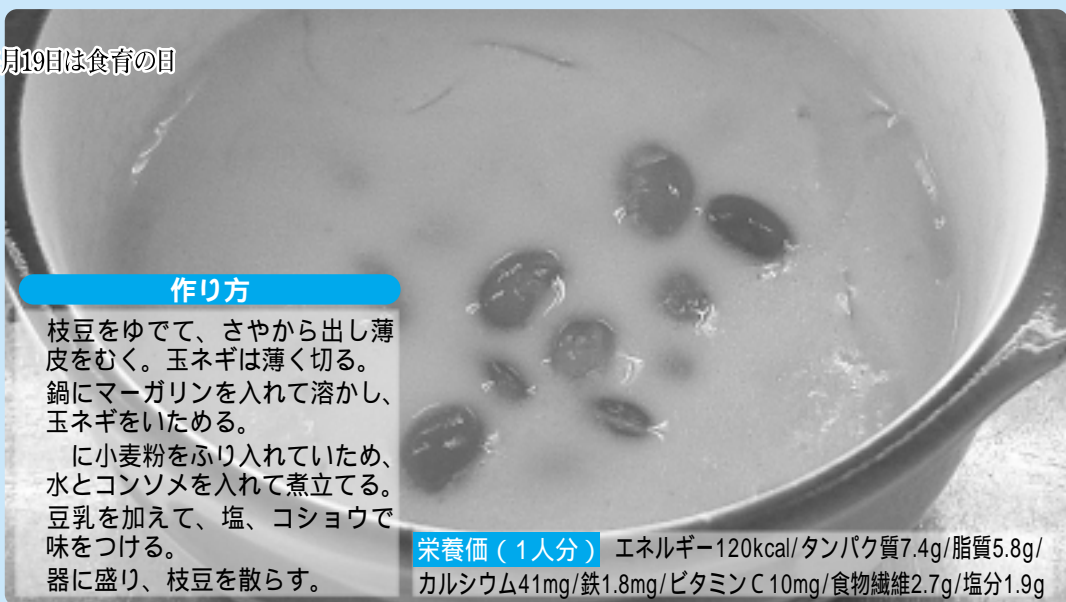 月19日は食育の日
作り方
枝豆をゆでて、さやから出し薄
皮をむく。玉ネギは薄く切る。
鍋にマーガリンを入れて溶かし、
玉ネギをいためる。
に小麦粉をふり入れていため、
水とコンソメを入れて煮立てる。
豆乳を加えて、塩、コショウで
味をつける。
器に盛り、枝豆を散らす。
栄養価（1人分） エネルギー120kcal/タンパク質7.4g/脂質5.8g/
カルシウム41mg/鉄1.8mg/ビタミンC10mg/食物繊維2.7g/塩分1.9g